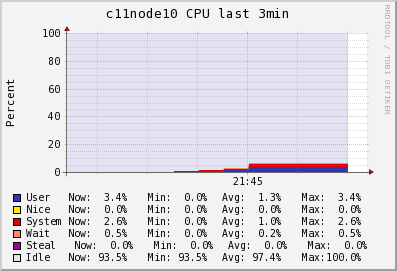 c11node10 CPU last 3min
RRDTOOL / TOBI OETIKER
Percent
100
80
60
40
20
0
21:45
User Now: 3.4% Min: 0.0% Avg: 1.3% Max: 3.4%
Nice Now: 0.0% Min: 0.0% Avg: 0.0% Max: 0.0%
System Now: 2.6% Min: 0.0% Avg: 1.0% Max: 2.6%
Wait Now: 0.5% Min: 0.0% Avg: 0.2% Max: 0.5%
Steal Now: 0.0% Min: 0.0% Avg: 0.0% Max: 0.0%
Idle Now: 93.5% Min: 93.5% Avg: 97.4% Max:100.0%